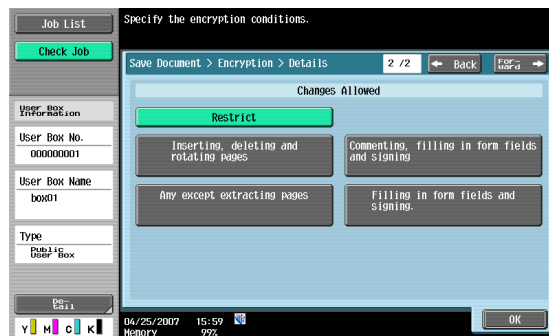 Job List
Specify the encryption conditions.
Check Job
Save Document > Encryption > Details
2 /2
← Back
For-
ward →
Changes Allowed
User Box
Information
Restrict
User Box No.
000000001
Inserting, deleting and
rotating pages
Commenting, filling in form fields
and signing
User Box Name
box01
Any except extracting pages
Filling in form fields and
signing.
Type
Public
User Box
De-
tail
OK
Y M C K
04/25/2007 15:59
Memory 99%